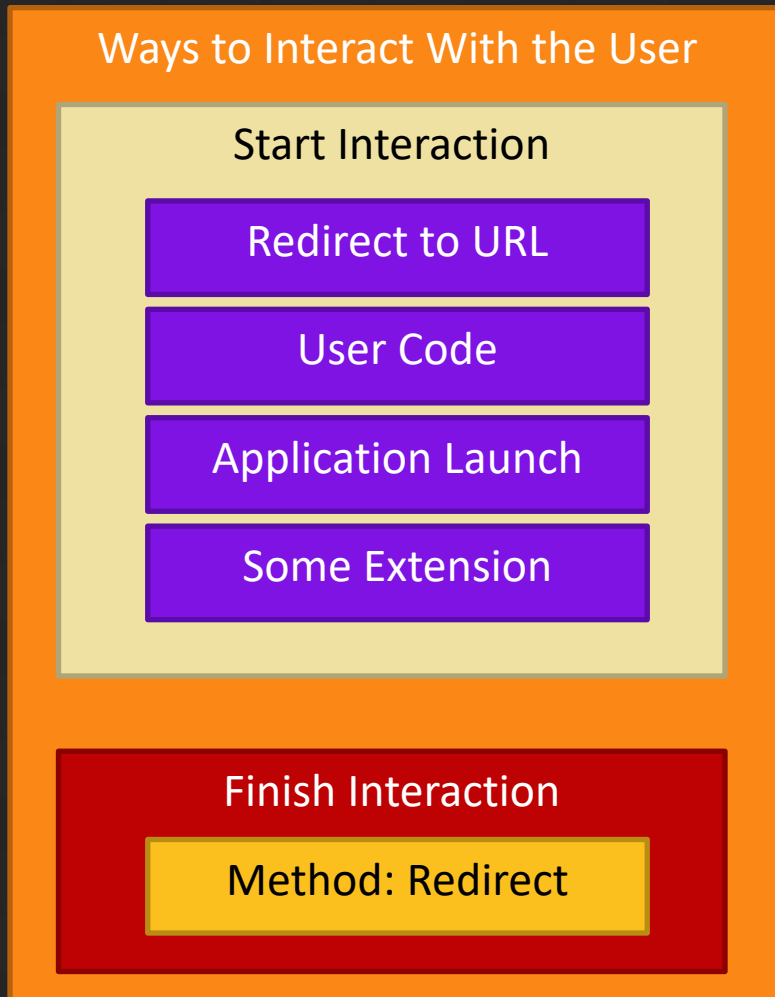 Ways to Interact With the User
Start Interaction
Redirect to URL
User Code
Application Launch
Some Extension
Finish Interaction
Method: Redirect